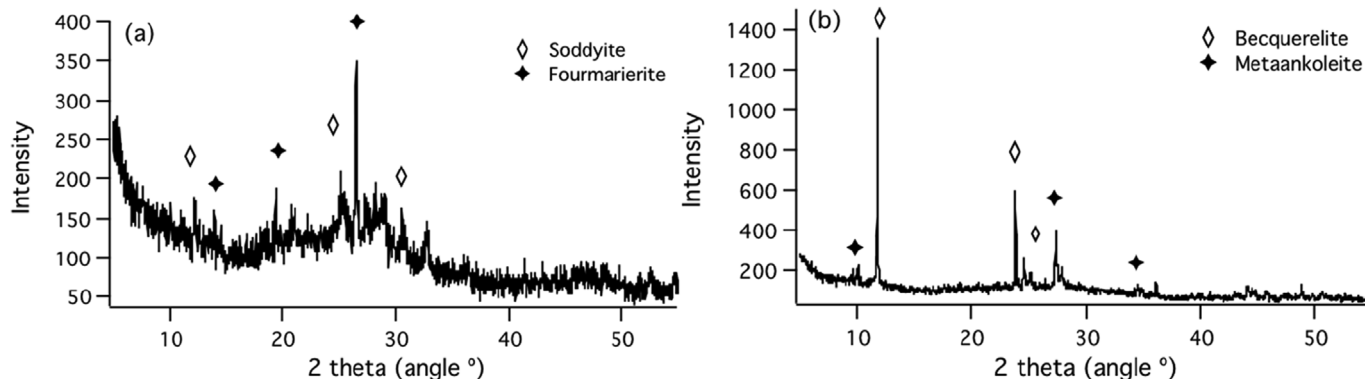 (a)
Soddyite
Fourmarierite
Intensity
400
350
300
250
200
150
100
50
10 20 30 40 50
2 theta (angle º)
(b)
Becquerelite
Metaankoleite
Intensity
1400
1200
1000
800
600
400
200
10 20 30 40 50
2 theta (angle º)